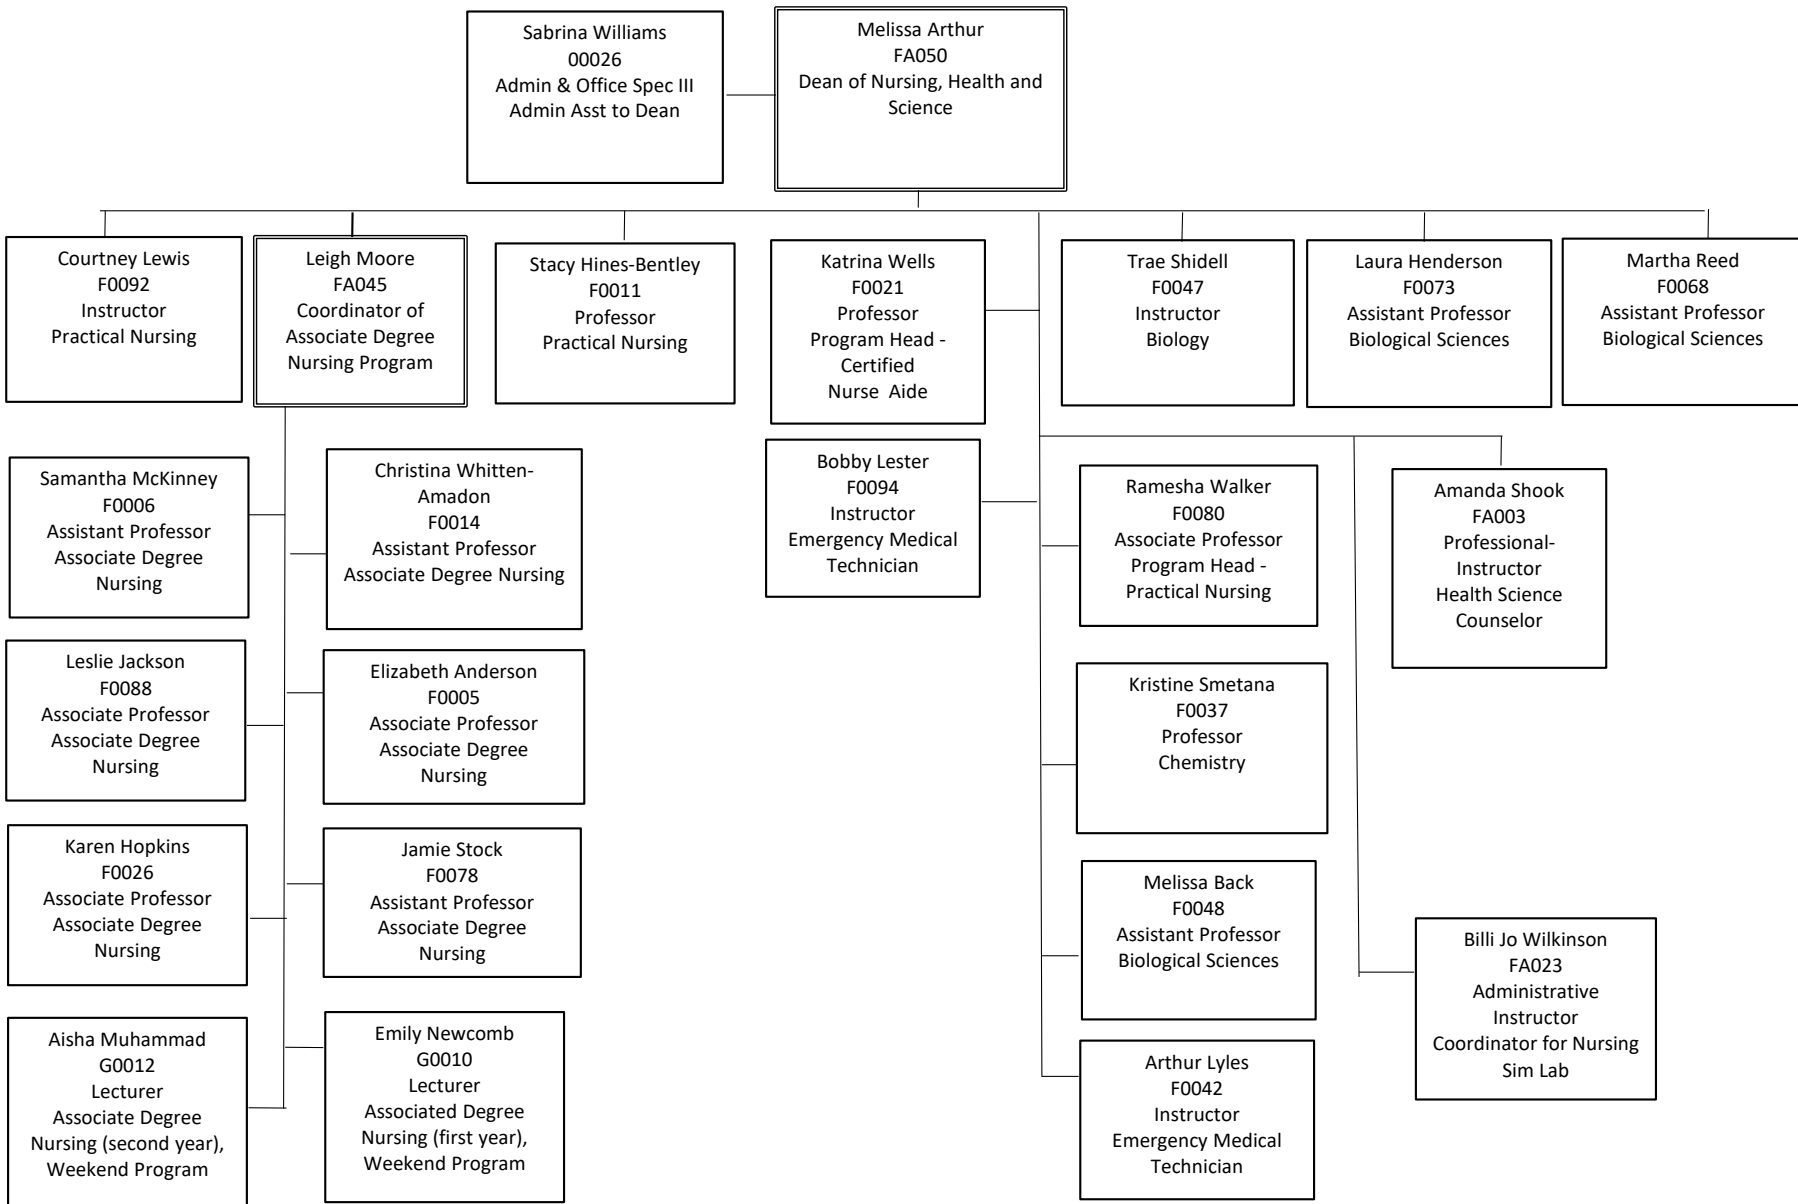 Sabrina Williams
00026
Admin & Office Spec III
Admin Asst to Dean
Melissa Arthur
FA050
Dean of Nursing, Health and
Science
Courtney Lewis
F0092
Instructor
Practical Nursing
Leigh Moore
FA045
Coordinator of
Associate Degree
Nursing Program
Stacy Hines-Bentley
F0011
Professor
Practical Nursing
Katrina Wells
F0021
Professor
Program Head -
Certified
Nurse Aide
Trae Shidell
F0047
Instructor
Biology
Laura Henderson
F0073
Assistant Professor
Biological Sciences
Martha Reed
F0068
Assistant Professor
Biological Sciences
Samantha McKinney
F0006
Assistant Professor
Associate Degree
Nursing
Christina Whitten-
Amadon
F0014
Assistant Professor
Associate Degree Nursing
Bobby Lester
F0094
Instructor
Emergency Medical
Technician
Ramesha Walker
F0080
Associate Professor
Program Head -
Practical Nursing
Amanda Shook
FA003
Professional-
Instructor
Health Science
Counselor
Leslie Jackson
F0088
Associate Professor
Associate Degree
Nursing
Elizabeth Anderson
F0005
Associate Professor
Associate Degree
Nursing
Kristine Smetana
F0037
Professor
Chemistry
Karen Hopkins
F0026
Associate Professor
Associate Degree
Nursing
Jamie Stock
F0078
Assistant Professor
Associate Degree
Nursing
Melissa Back
F0048
Assistant Professor
Biological Sciences
Billi Jo Wilkinson
FA023
Administrative
Instructor
Coordinator for Nursing
Sim Lab
Aisha Muhammad
G0012
Lecturer
Associate Degree
Nursing (second year),
Weekend Program
Emily Newcomb
G0010
Lecturer
Associated Degree
Nursing (first year),
Weekend Program
Arthur Lyles
F0042
Instructor
Emergency Medical
Technician